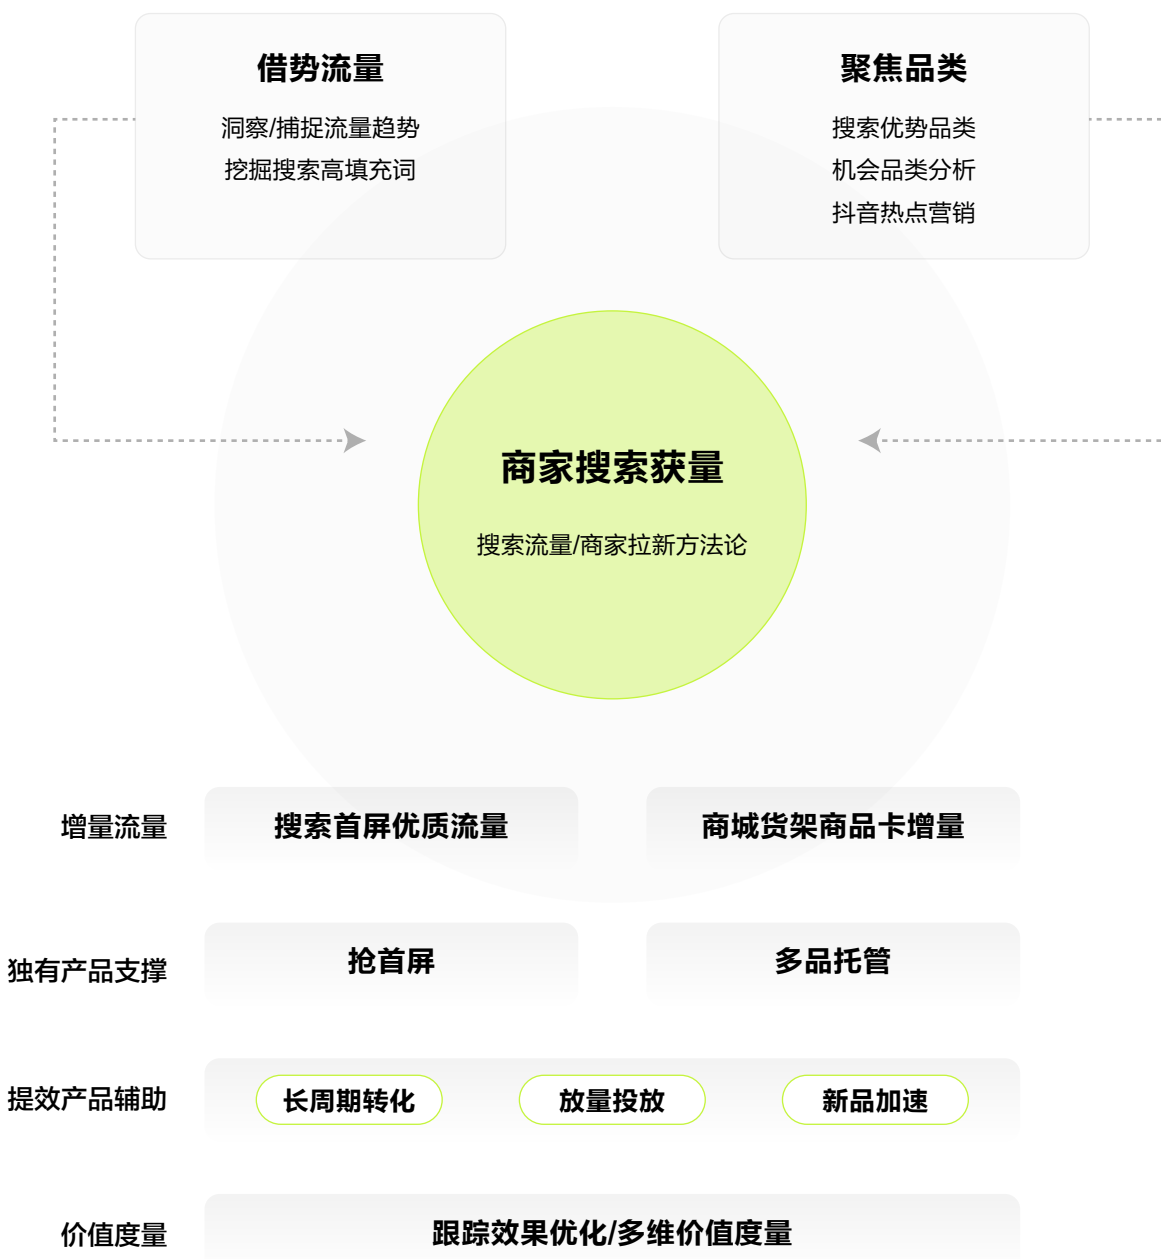 借势流量
洞察/捕捉流量趋势
挖掘搜索高填充词
聚焦品类
搜索优势品类
机会品类分析
抖音热点营销
商家搜索获量
搜索流量/商家拉新方法论
增量流量
搜索首屏优质流量
商城货架商品卡增量
独有产品支撑
抢首屏
多品托管
提效产品辅助
长周期转化
放量投放
新品加速
价值度量
跟踪效果优化/多维价值度量